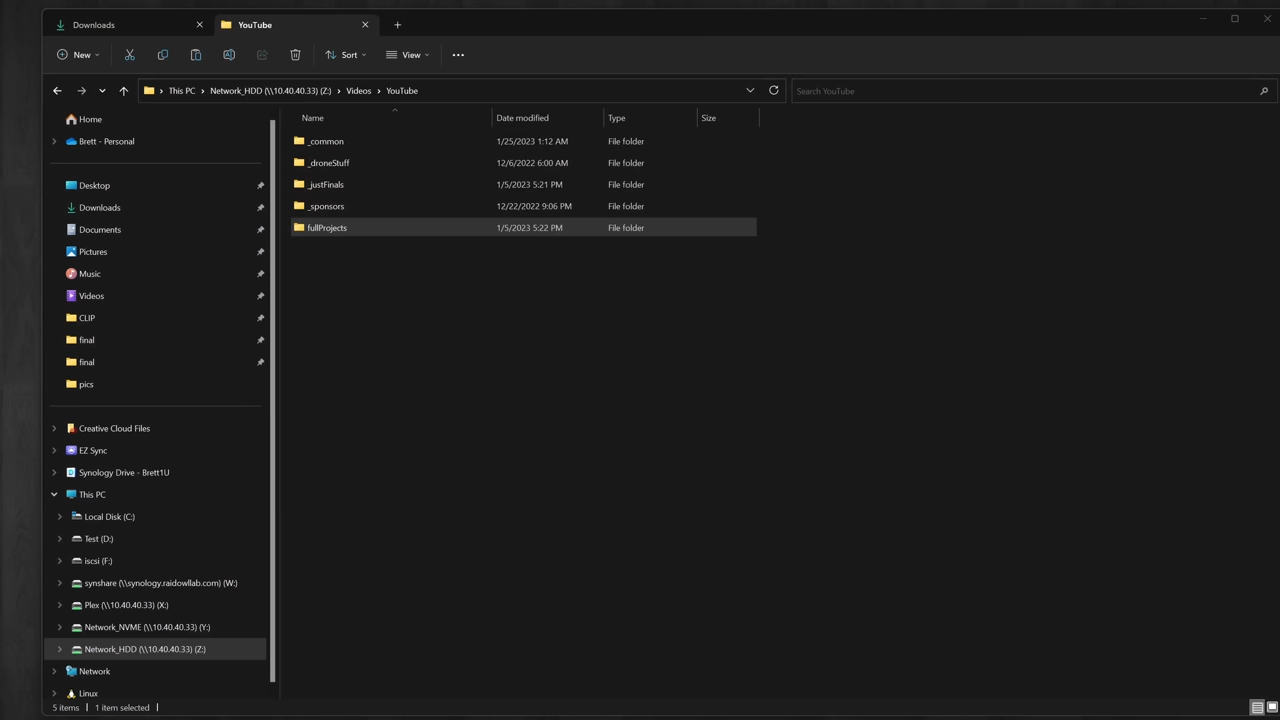 Downloads
YouTube
New
Sort
View
This PC > Network_HDD (\\10.40.40.33) (Z:) > Videos > YouTube
Search YouTube
Name Date modified Type Size
_common 1/25/2023 1:12 AM File folder
_droneStuff 12/6/2022 6:00 AM File folder
_justFinals 1/5/2023 5:21 PM File folder
_sponsors 12/22/2022 9:06 PM File folder
fullProjects 1/5/2023 5:22 PM File folder
Home
Brett - Personal
Desktop
Downloads
Documents
Pictures
Music
Videos
CLIP
final
final
pics
Creative Cloud Files
EZ Sync
Synology Drive - Brett1U
This PC
Local Disk (C:)
Test (D:)
iscsi (F:)
synshare (\\synology.raidowllab.com) (W:)
Plex (\\10.40.40.33) (X:)
Network_NVME (\\10.40.40.33) (Y:)
Network_HDD (\\10.40.40.33) (Z:)
Network
Linux
5 items | 1 item selected |